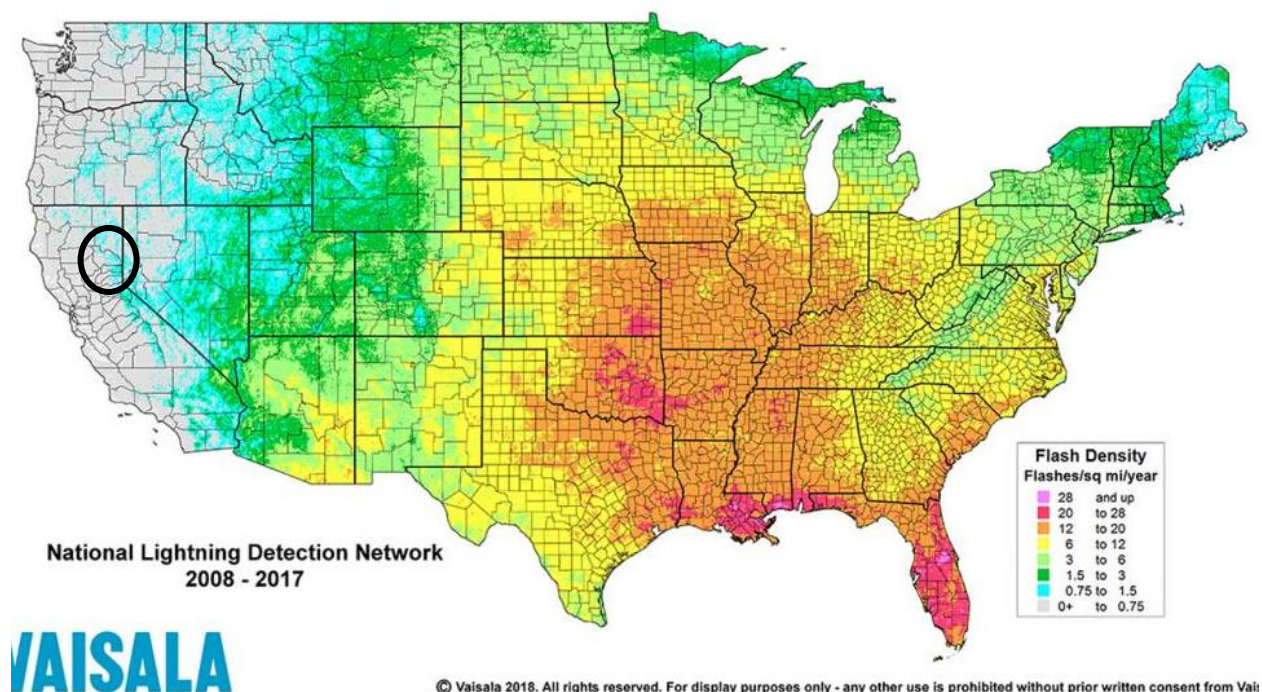 Flash Density
Flashes/sq mi/year
28 and up
20 to 28
12 to 20
6 to 12
3 to 6
1.5 to 3
0.75 to 1.5
0+ to 0.75
National Lightning Detection Network
2008 - 2017
VAISALA
© Vaisala 2018. All rights reserved. For display purposes only - any other use is prohibited without prior written consent from Vais